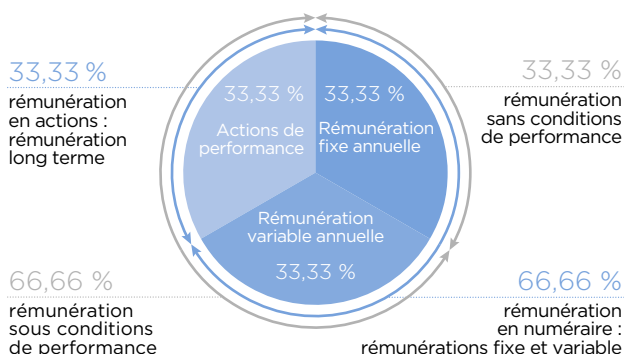 33,33 %
rémunération
en actions :
rémunération
long terme
33,33 %
Actions de
performance
33,33 %
Rémunération
fixe annuelle
33,33 %
rémunération
sans conditions
de performance
Rémunération
variable annuelle
33,33 %
66,66 %
rémunération
sous conditions
de performance
66,66 %
rémunération
en numéraire :
rémunérations fixe et variable